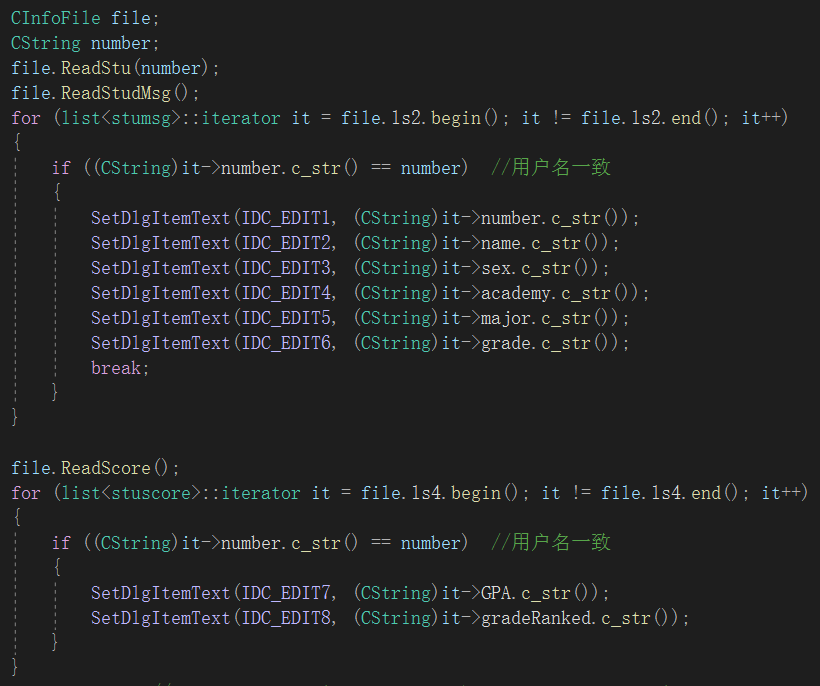 CInfoFile file;
CString number;
file.ReadStu(number);
file.ReadStudMsg();
for (list<stumsg>::iterator it = file.ls2.begin(); it != file.ls2.end(); it++)
{
    if ((CString)it->number.c_str() == number)  //用户名一致
    {
        SetDlgItemText(IDC_EDIT1, (CString)it->number.c_str());
        SetDlgItemText(IDC_EDIT2, (CString)it->name.c_str());
        SetDlgItemText(IDC_EDIT3, (CString)it->sex.c_str());
        SetDlgItemText(IDC_EDIT4, (CString)it->academy.c_str());
        SetDlgItemText(IDC_EDIT5, (CString)it->major.c_str());
        SetDlgItemText(IDC_EDIT6, (CString)it->grade.c_str());
        break;
    }
}

file.ReadScore();
for (list<stuscore>::iterator it = file.ls4.begin(); it != file.ls4.end(); it++)
{
    if ((CString)it->number.c_str() == number)  //用户名一致
    {
        SetDlgItemText(IDC_EDIT7, (CString)it->GPA.c_str());
        SetDlgItemText(IDC_EDIT8, (CString)it->gradeRanked.c_str());
    }
}